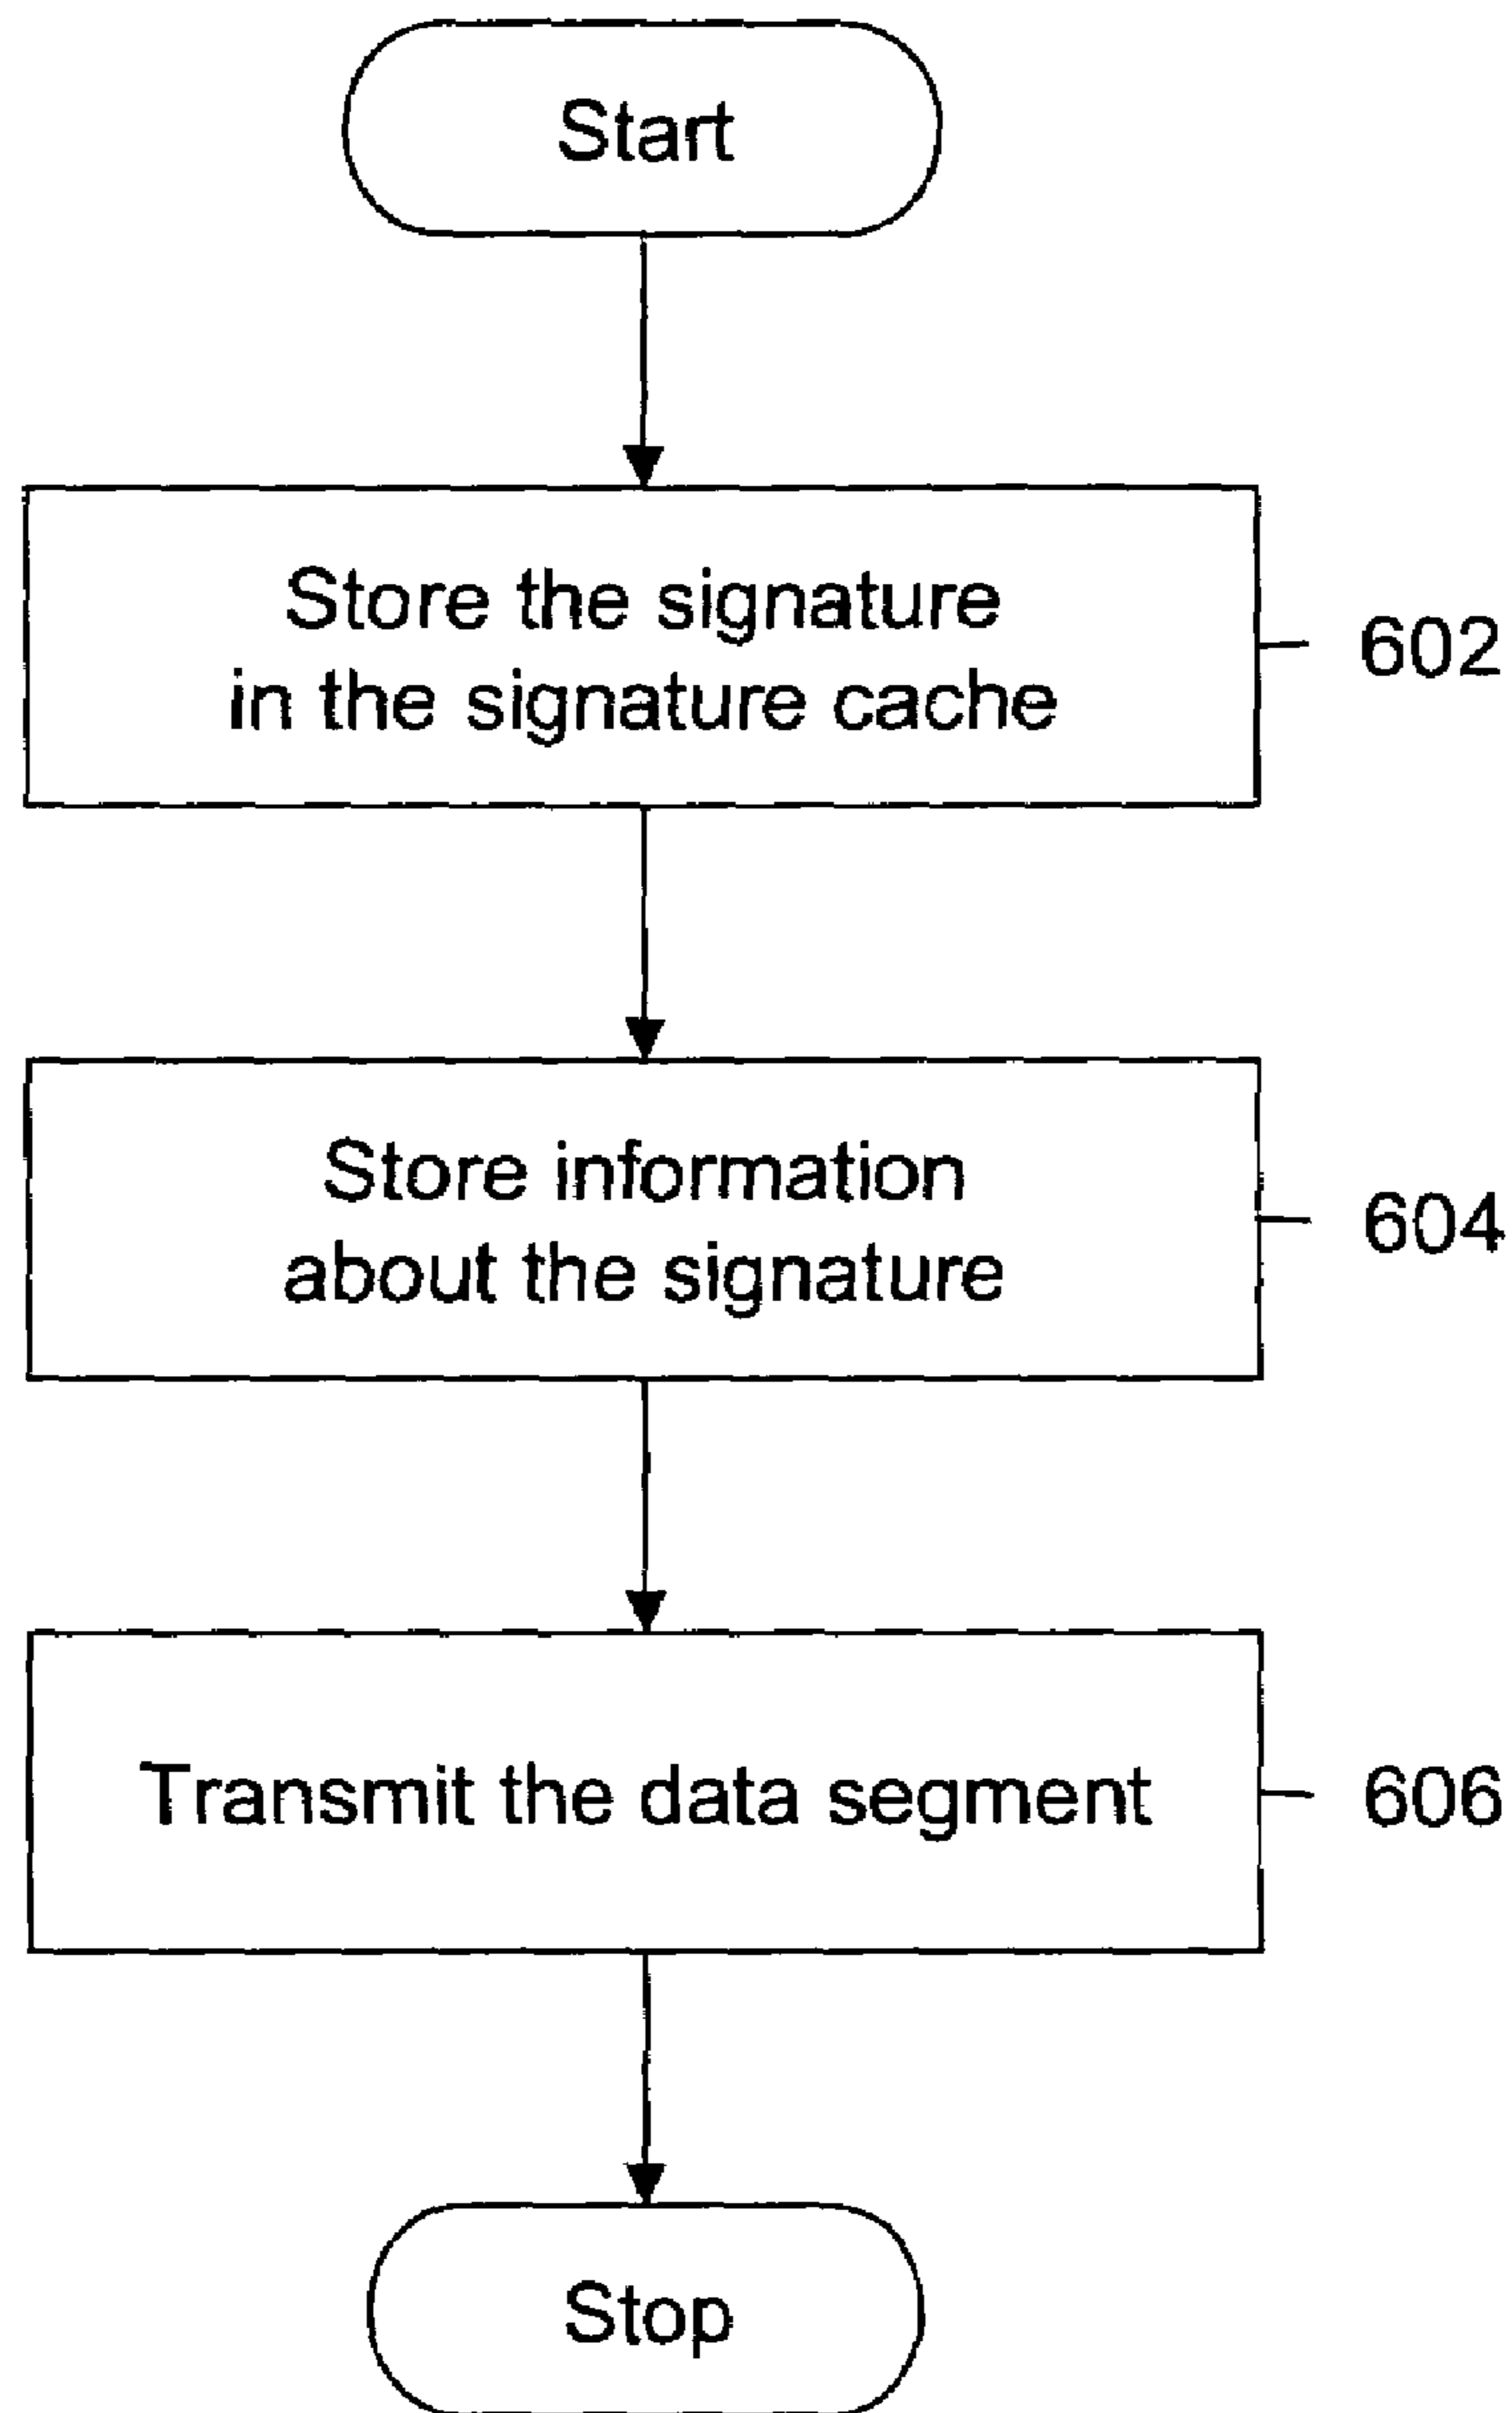 Start
Store the signature
in the signature cache
602
Store information
about the signature
604
Transmit the data segment
606
Stop